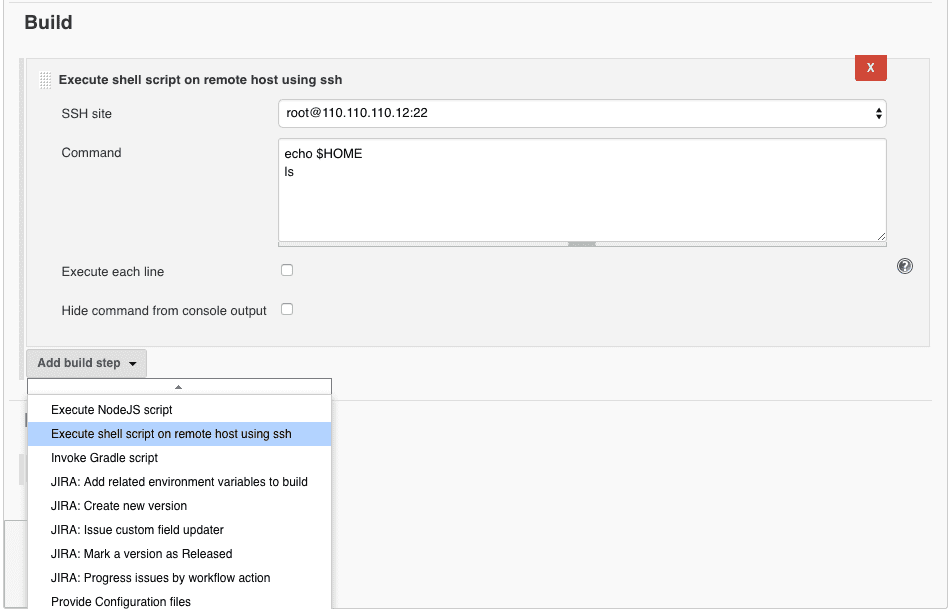 Build
Execute shell script on remote host using ssh
X
SSH site
root@110.110.110.12:22
Command
echo $HOME
ls
Execute each line
?
Hide command from console output
Add build step
Execute NodeJS script
Execute shell script on remote host using ssh
Invoke Gradle script
JIRA: Add related environment variables to build
JIRA: Create new version
JIRA: Issue custom field updater
JIRA: Mark a version as Released
JIRA: Progress issues by workflow action
Provide Configuration files